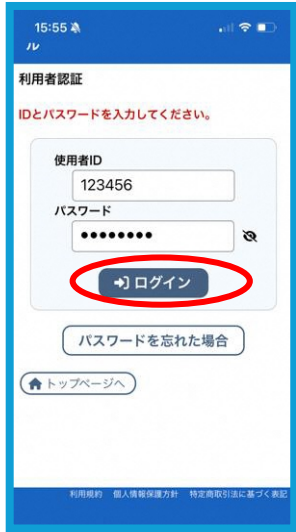 15:55
ル
利用者認証
IDとパスワードを入力してください。
使用者ID
123456
パスワード
••••••••
ログイン
パスワードを忘れた場合
トップページへ
利用規約 個人情報保護方針 特定商取引法に基づく表記